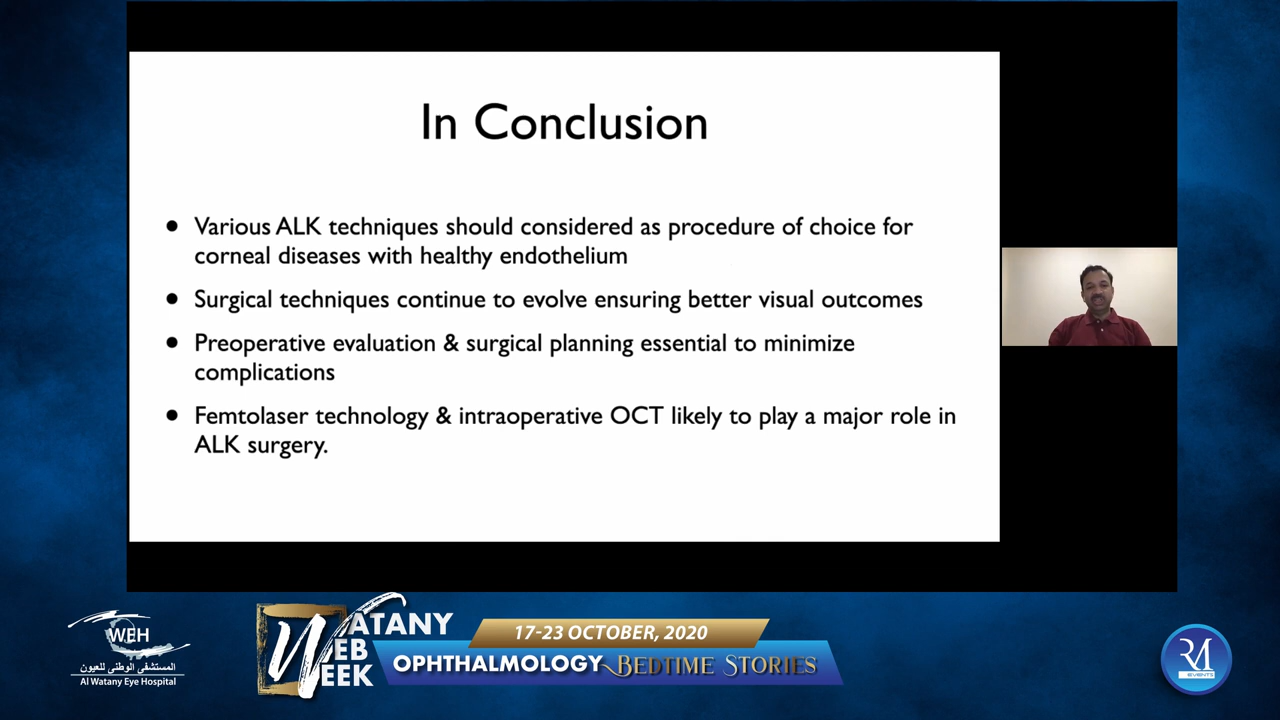 In Conclusion
• Various ALK techniques should considered as procedure of choice for
corneal diseases with healthy endothelium
• Surgical techniques continue to evolve ensuring better visual outcomes
• Preoperative evaluation & surgical planning essential to minimize
complications
• Femtolaser technology & intraoperative OCT likely to play a major role in
ALK surgery.
WEH
المستشفى الوطني للعيون
Al Watany Eye Hospital
WATANY
WEB
WEEK
17-23 OCTOBER, 2020
OPHTHALMOLOGY BEDTIME STORIES
RM
EVENTS